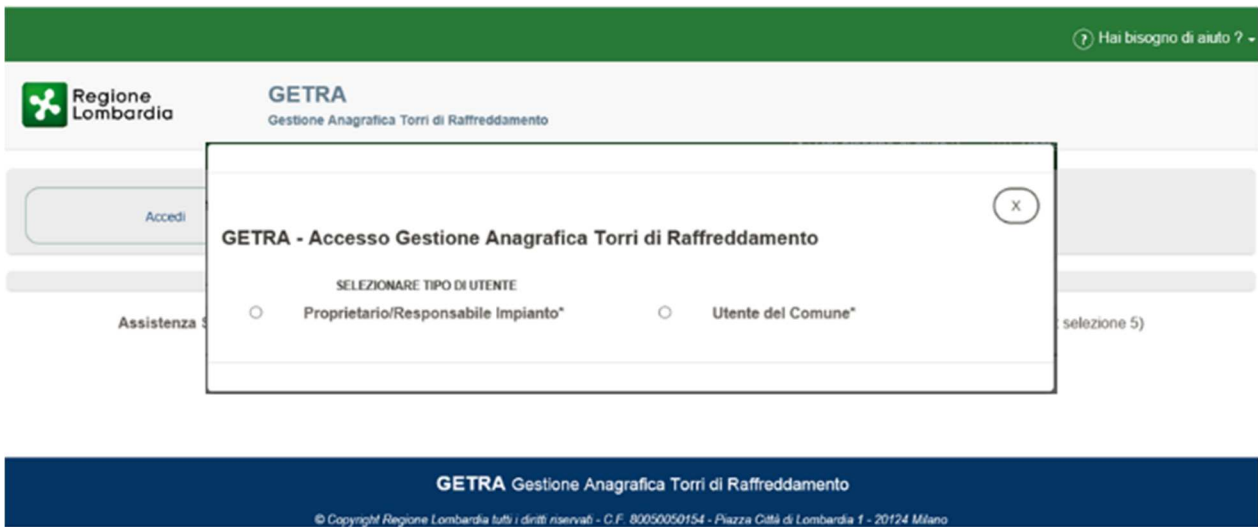 ? Hai bisogno di aiuto ?
Regione
Lombardia
GETRA
Gestione Anagrafica Torri di Raffreddamento
Accedi
X
GETRA - Accesso Gestione Anagrafica Torri di Raffreddamento
SELEZIONARE TIPO DI UTENTE
Proprietario/Responsabile Impianto* Utente del Comune*
Assistenza selezione 5)
GETRA Gestione Anagrafica Torri di Raffreddamento
© Copyright Regione Lombardia tutti i diritti riservati - C.F. 80050050154 - Piazza Città di Lombardia 1 - 20124 Milano